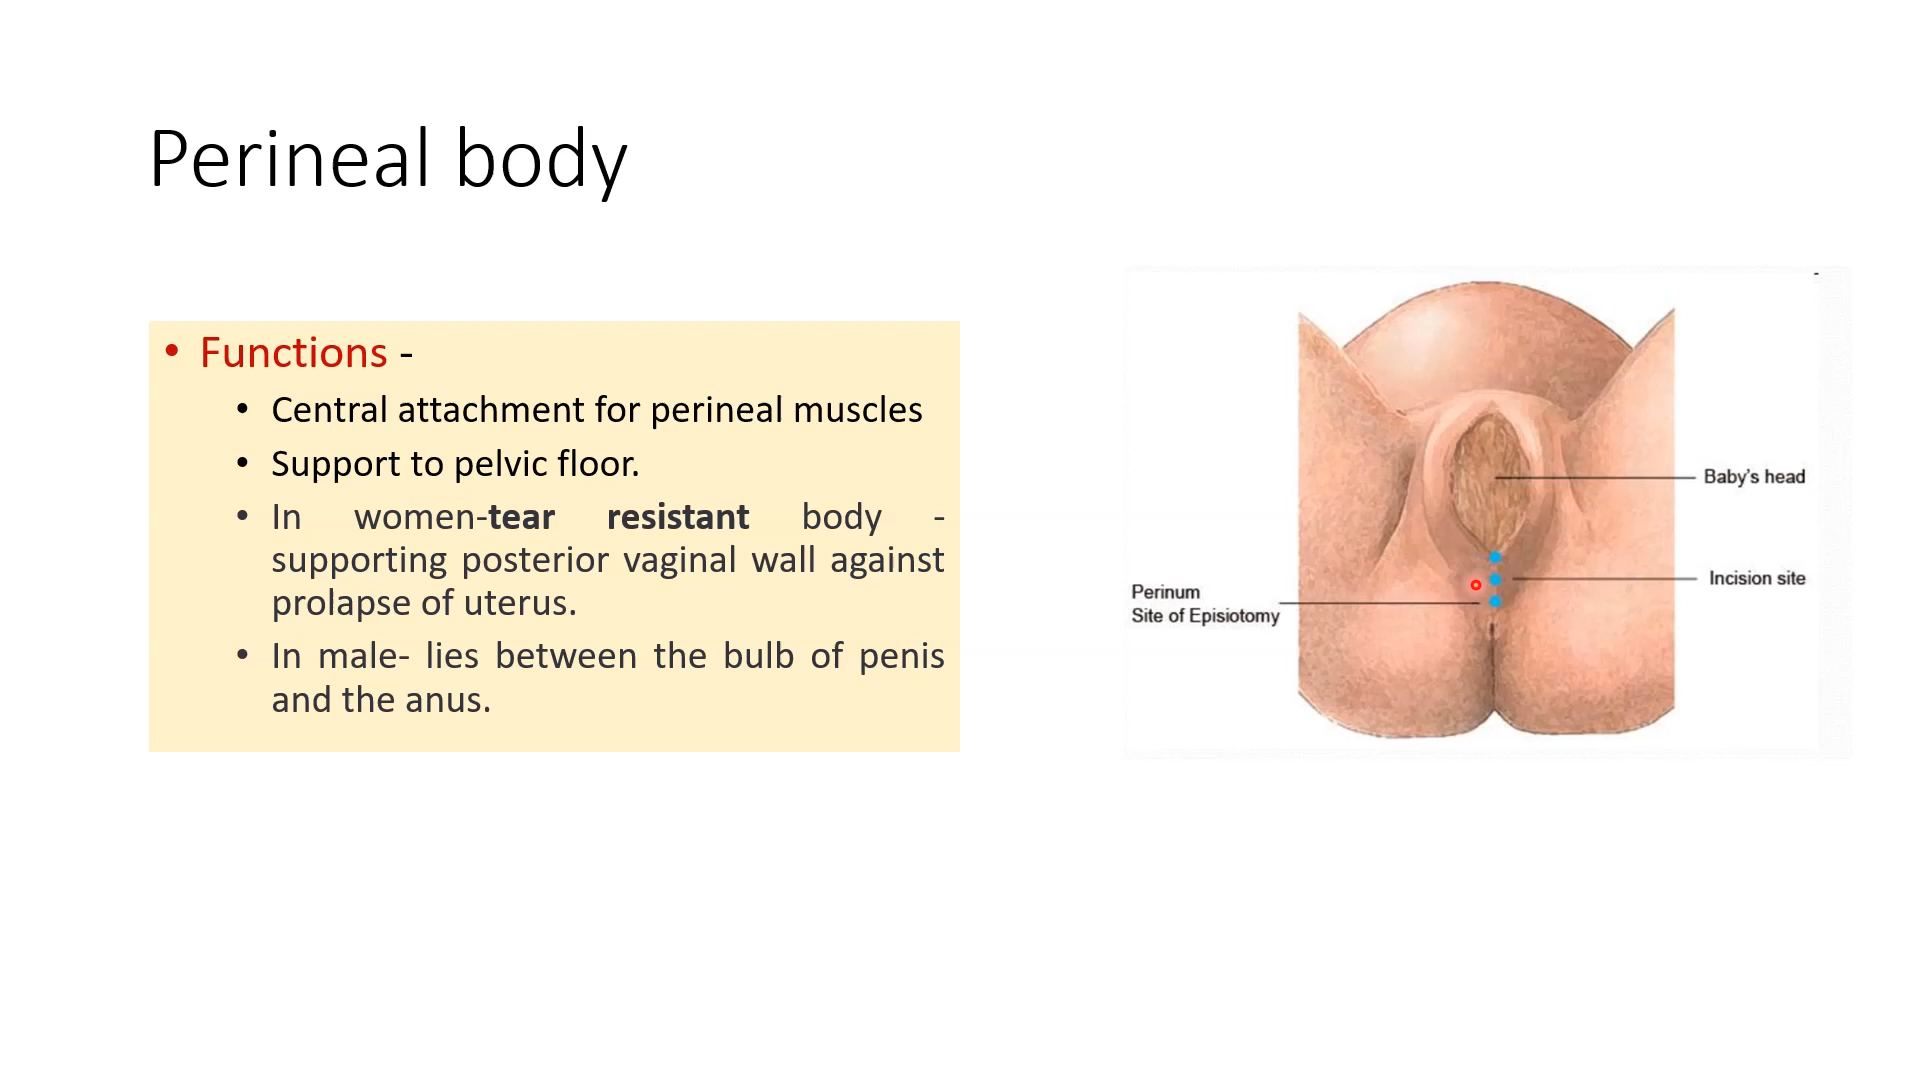 Perineal body
• Functions -
• Central attachment for perineal muscles
• Support to pelvic floor.
• In women-tear resistant body -
supporting posterior vaginal wall against
prolapse of uterus.
• In male- lies between the bulb of penis
and the anus.
Baby's head
Incision site
Perinum
Site of Episiotomy